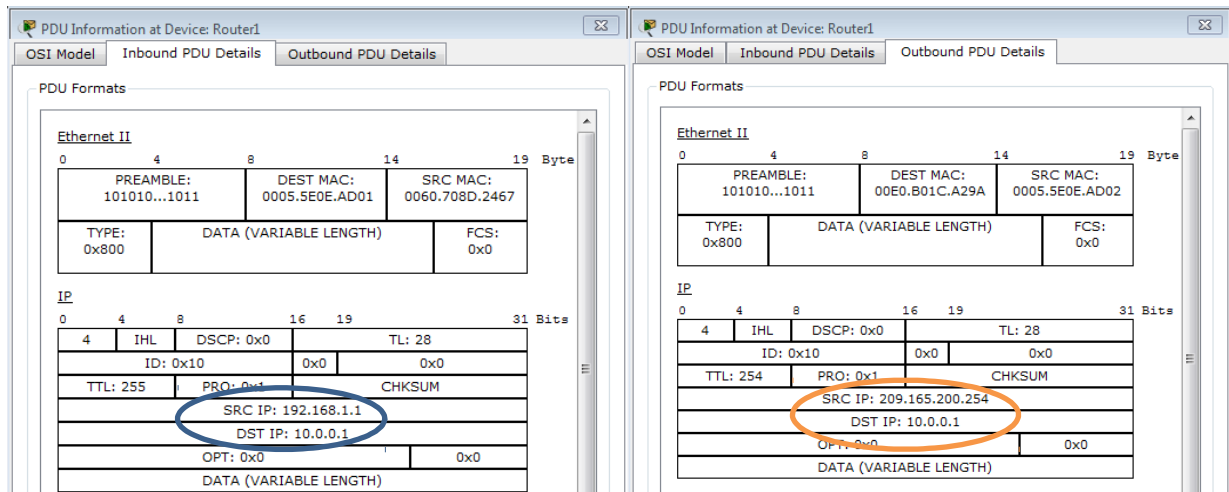 PDU Information at Device: Router1
OSI Model Inbound PDU Details Outbound PDU Details
PDU Formats
Ethernet II
0 4 8 14 19 Byte
PREAMBLE: DEST MAC: SRC MAC:
101010...1011 0005.5E0E.AD01 0060.708D.2467
TYPE: DATA (VARIABLE LENGTH) FCS:
0x800 0x0
IP
0 4 8 16 19 31 Bits
4 IHL DSCP: 0x0 TL: 28
ID: 0x10 0x0 0x0
TTL: 255 PRO: 0x1 CHKSUM
SRC IP: 192.168.1.1
DST IP: 10.0.0.1
OPT: 0x0 0x0
DATA (VARIABLE LENGTH)
PDU Information at Device: Router1
OSI Model Inbound PDU Details Outbound PDU Details
PDU Formats
Ethernet II
0 4 8 14 19 Byte
PREAMBLE: DEST MAC: SRC MAC:
101010...1011 00E0.B01C.A29A 0005.5E0E.AD02
TYPE: DATA (VARIABLE LENGTH) FCS:
0x800 0x0
IP
0 4 8 16 19 31 Bits
4 IHL DSCP: 0x0 TL: 28
ID: 0x10 0x0 0x0
TTL: 254 PRO: 0x1 CHKSUM
SRC IP: 209.165.200.254
DST IP: 10.0.0.1
OPT: 0x0 0x0
DATA (VARIABLE LENGTH)